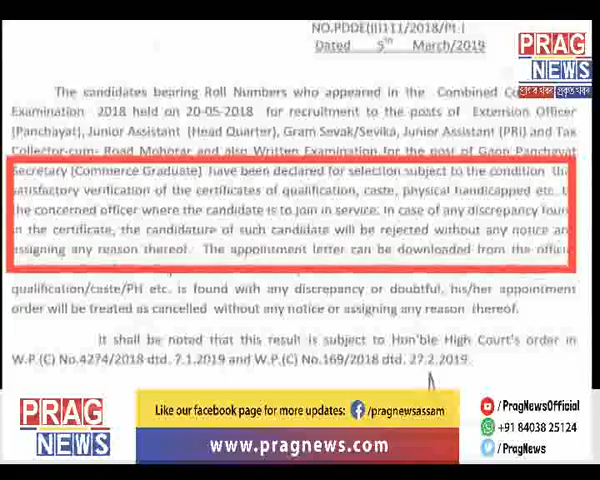 NO.PDDE(II)111/2018/Pt.I
Dated 5th March/2019
PRAG
NEWS
The candidates bearing Roll Numbers who appeared in the Combined
Examination 2018 held on 20-05-2018 for recruitment to the posts of Extension Officer
(Panchayat), Junior Assistant (Head Quarter), Gram Sevak/Sevika, Junior Assistant (PRI) and Tax
Collector-cum- Road Moharar and also Written Examination for the post of Gaon Panchayat
Secretary (Commerce Graduate) have been declared for selection subject to the condition
satisfactory verification of the certificates of qualification, caste, physical handicapped etc.
the concerned officer where the candidate is to join in service. In case of any discrepancy
in the certificate, the candidature of such candidate will be rejected without any notice
assigning any reason thereof. The appointment letter can be downloaded from the
qualification/caste/PH etc. is found with any discrepancy or doubtful, his/her appointment
order will be treated as cancelled without any notice or assigning any reason thereof.
It shall be noted that this result is subject to Hon'ble High Court's order in
W.P.(C) No.4274/2018 dtd. 7.1.2019 and W.P.(C) No.169/2018 dtd. 27.2.2019.
PRAG
NEWS
Like our facebook page for more updates: f/pragnewsassam
www.pragnews.com
/PragNewsOfficial
+91 84038 25124
/PragNews